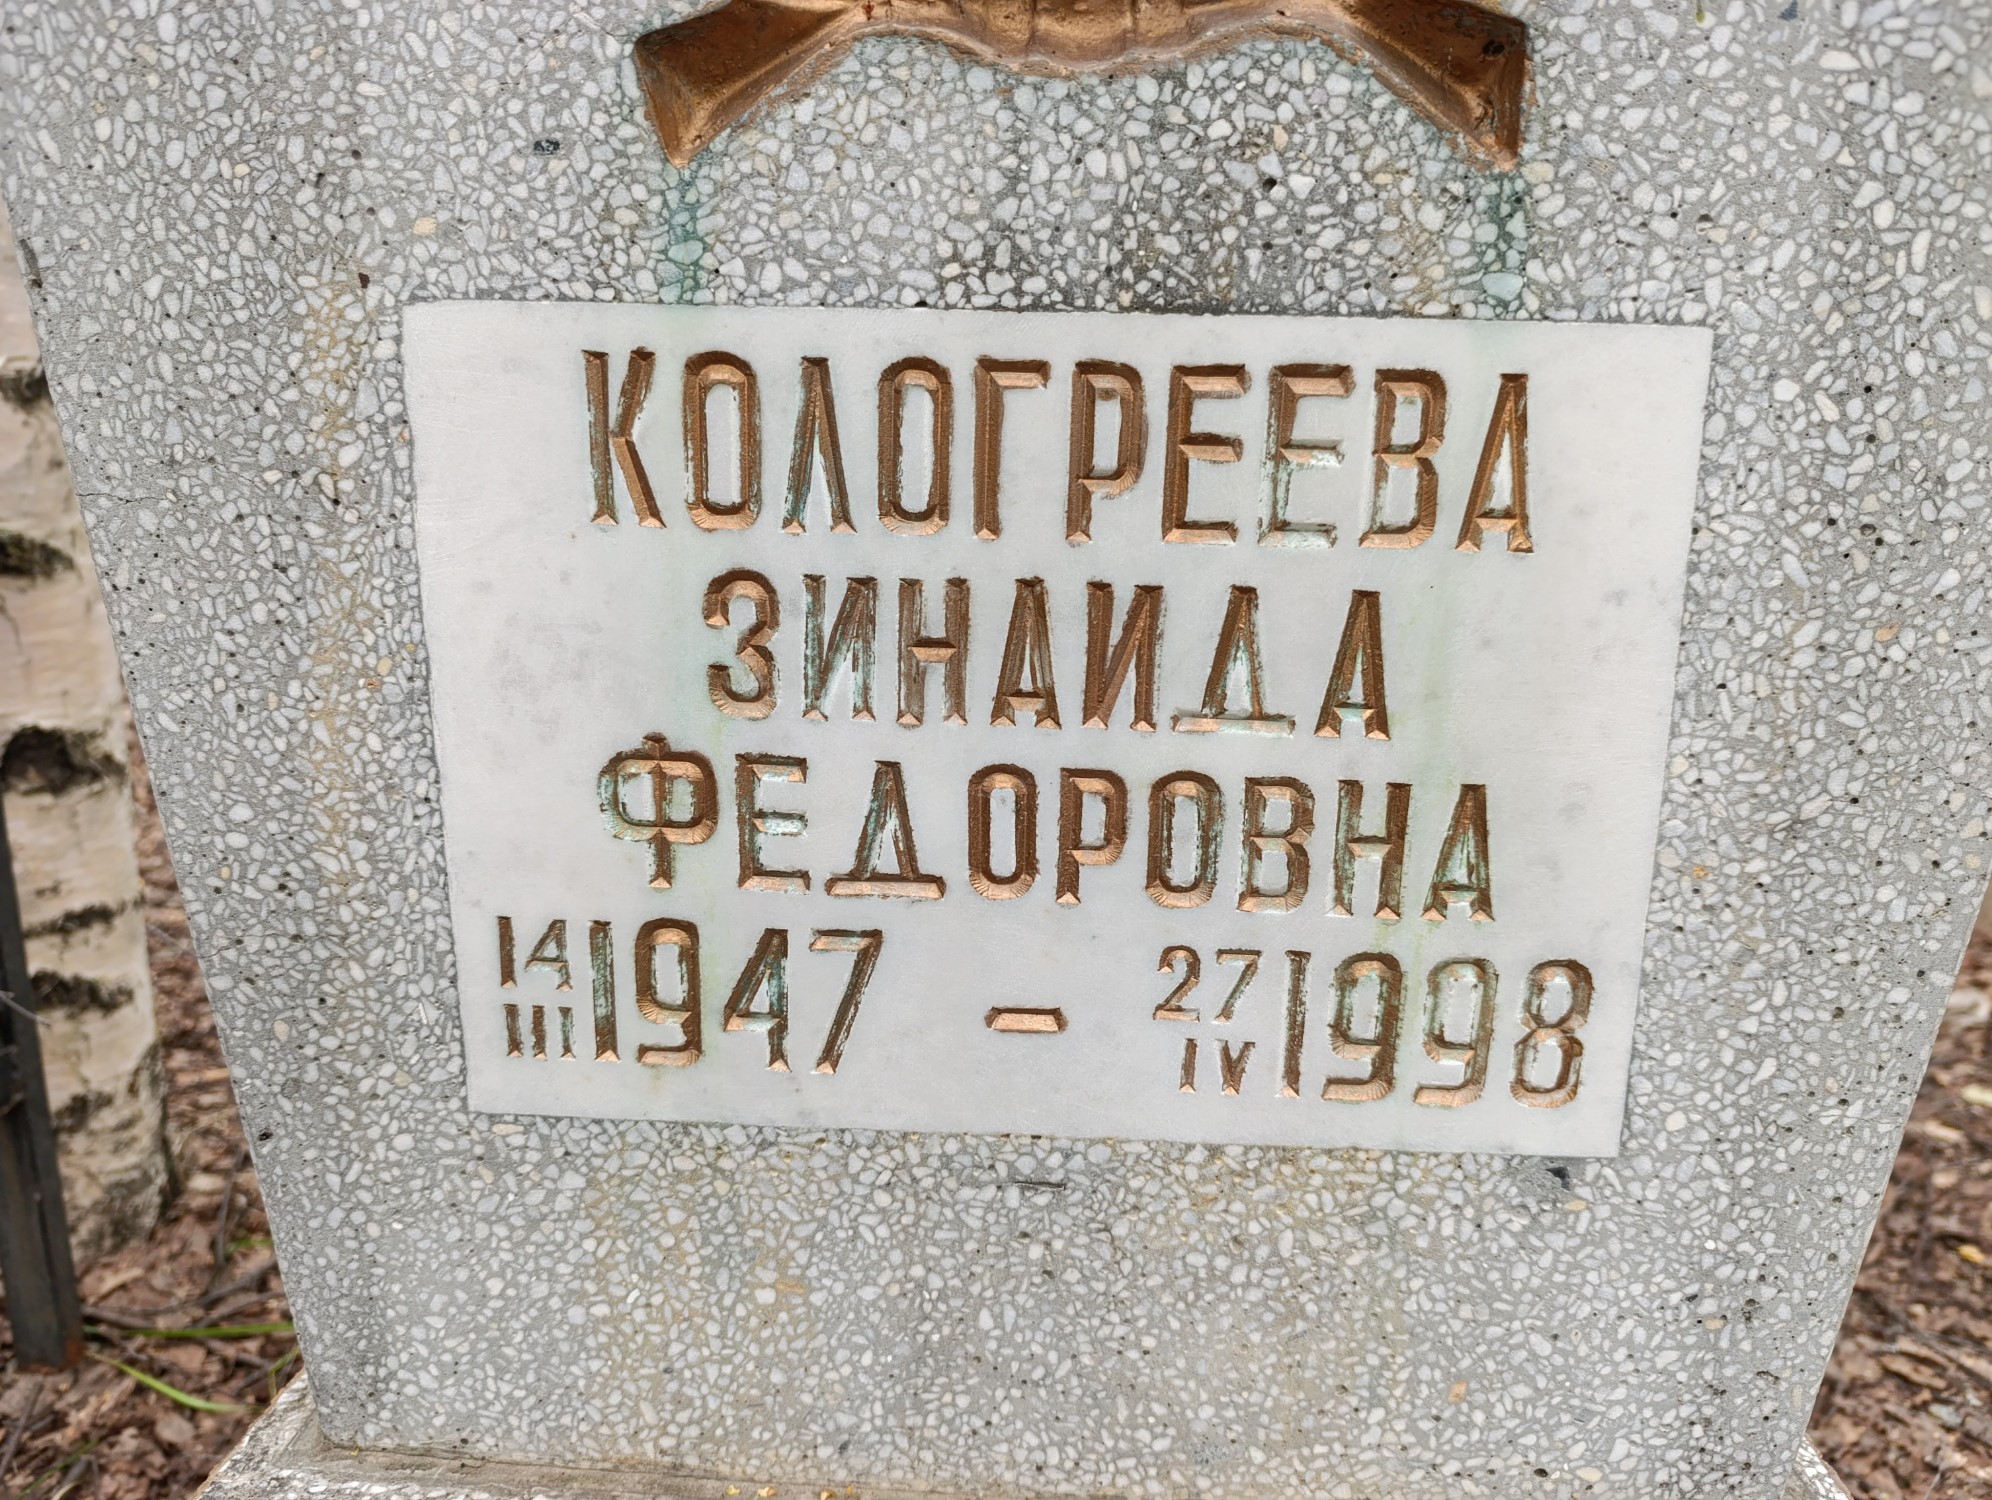 КОЛОГРЕЕВА
ЗИНАИДА
ФЕДОРОВНА
14 III 1947 - 27 IV 1998